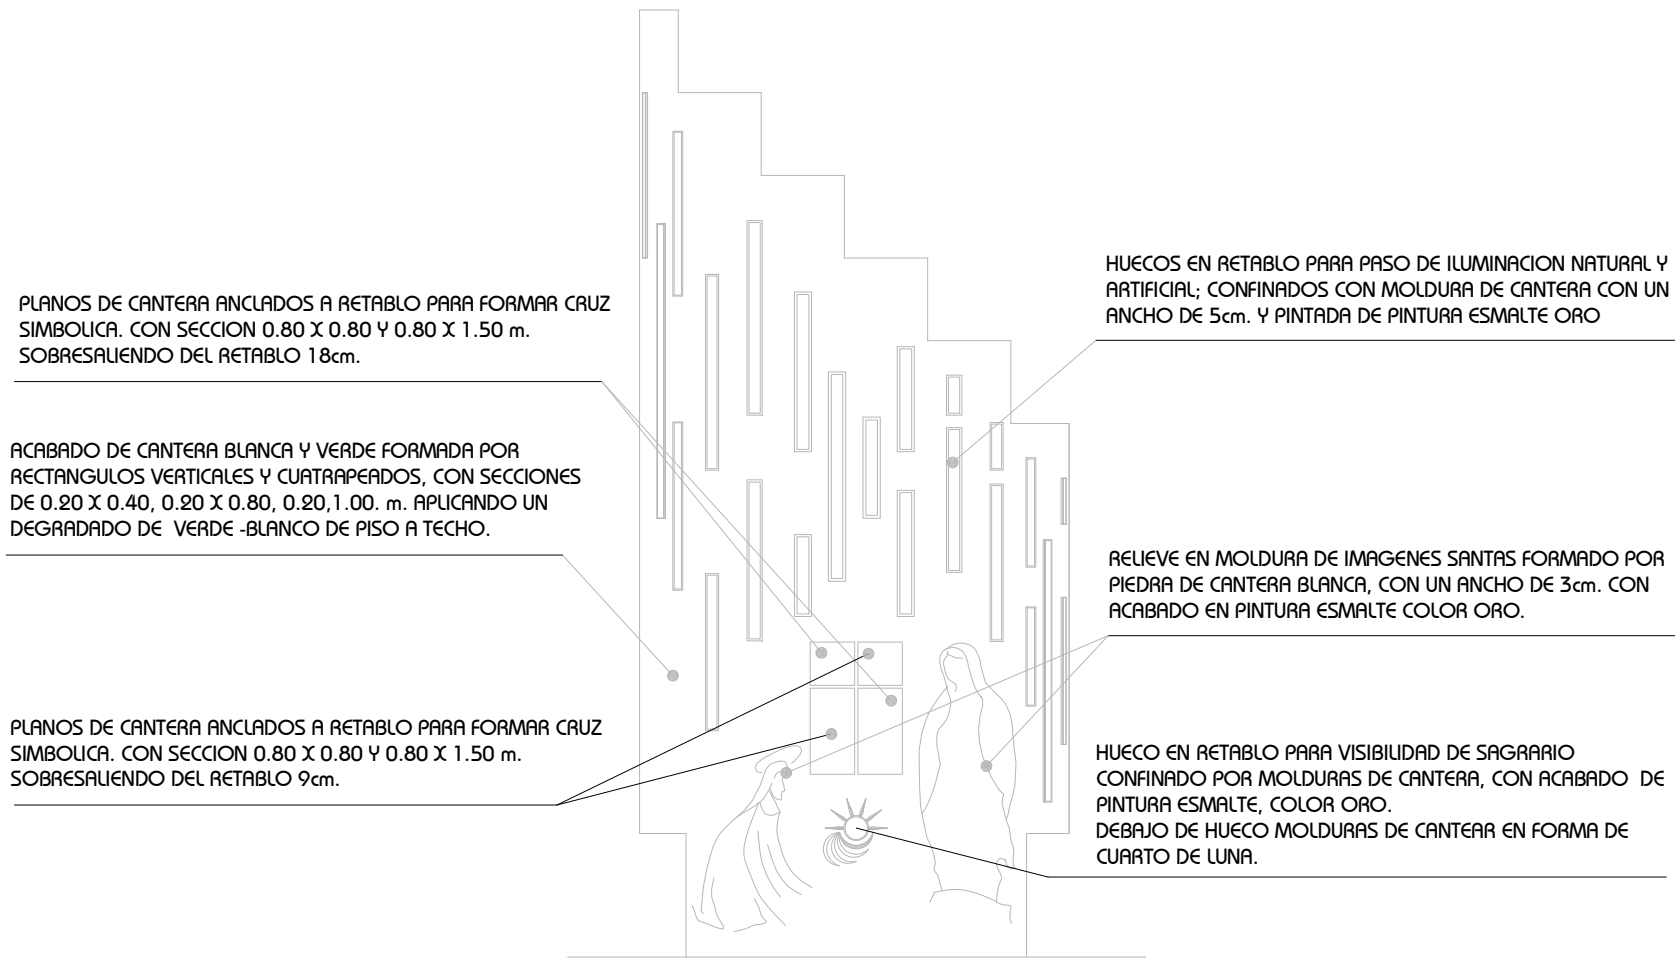 PLANOS DE CANTERA ANCLADOS A RETABLO PARA FORMAR CRUZ
SIMBOLICA. CON SECCION 0.80 X 0.80 Y 0.80 X 1.50 m.
SOBRESALIENDO DEL RETABLO 18cm.
ACABADO DE CANTERA BLANCA Y VERDE FORMADA POR
RECTANGULOS VERTICALES Y CUATRAPEADOS, CON SECCIONES
DE 0.20 X 0.40, 0.20 X 0.80, 0.20,1.00. m. APLICANDO UN
DEGRADADO DE VERDE -BLANCO DE PISO A TECHO.
PLANOS DE CANTERA ANCLADOS A RETABLO PARA FORMAR CRUZ
SIMBOLICA. CON SECCION 0.80 X 0.80 Y 0.80 X 1.50 m.
SOBRESALIENDO DEL RETABLO 9cm.
HUECOS EN RETABLO PARA PASO DE ILUMINACION NATURAL Y
ARTIFICIAL; CONFINADOS CON MOLDURA DE CANTERA CON UN
ANCHO DE 5cm. Y PINTADA DE PINTURA ESMALTE ORO
RELIEVE EN MOLDURA DE IMAGENES SANTAS FORMADO POR
PIEDRA DE CANTERA BLANCA, CON UN ANCHO DE 3cm. CON
ACABADO EN PINTURA ESMALTE COLOR ORO.
HUECO EN RETABLO PARA VISIBILIDAD DE SAGRARIO
CONFINADO POR MOLDURAS DE CANTERA, CON ACABADO DE
PINTURA ESMALTE, COLOR ORO.
DEBAJO DE HUECO MOLDURAS DE CANTEAR EN FORMA DE
CUARTO DE LUNA.